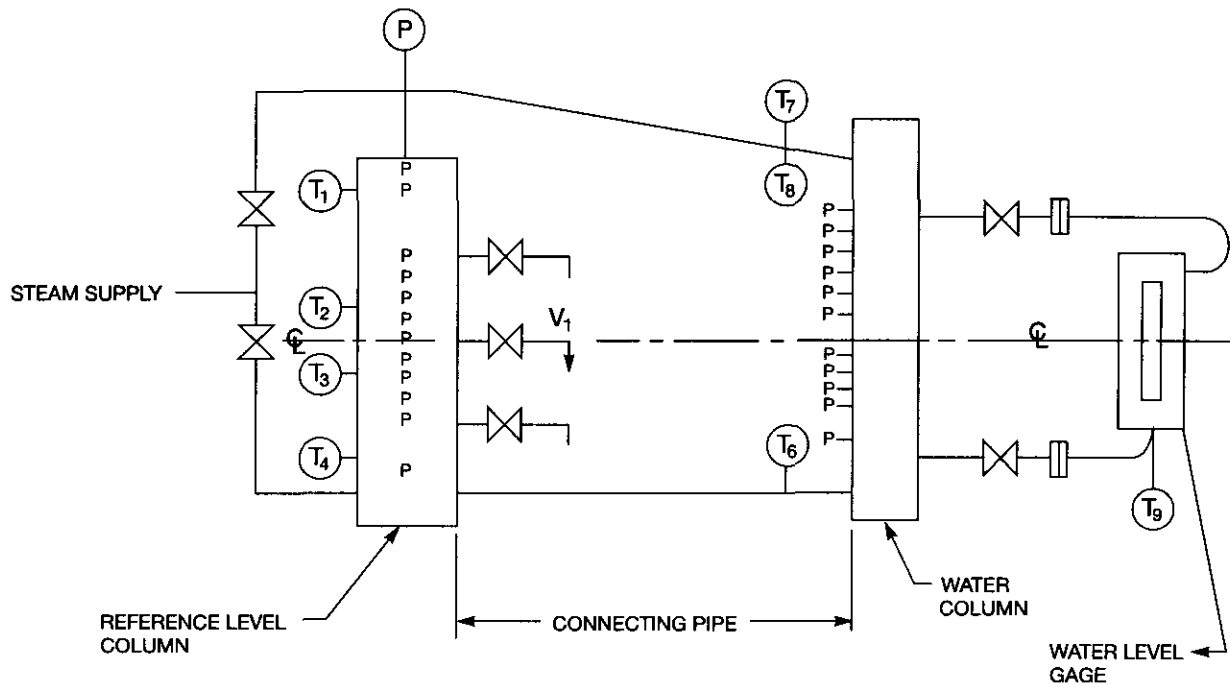 P
T7
T1
P
P
T8
P
P
P
P
P
P
P
P
P
P
STEAM SUPPLY
T2
P
P
V1
P
P
℄
P
℄
P
P
T3
P
P
P
P
P
P
P
T4
P
T6
T9
REFERENCE LEVEL
COLUMN
CONNECTING PIPE
WATER
COLUMN
WATER LEVEL
GAGE